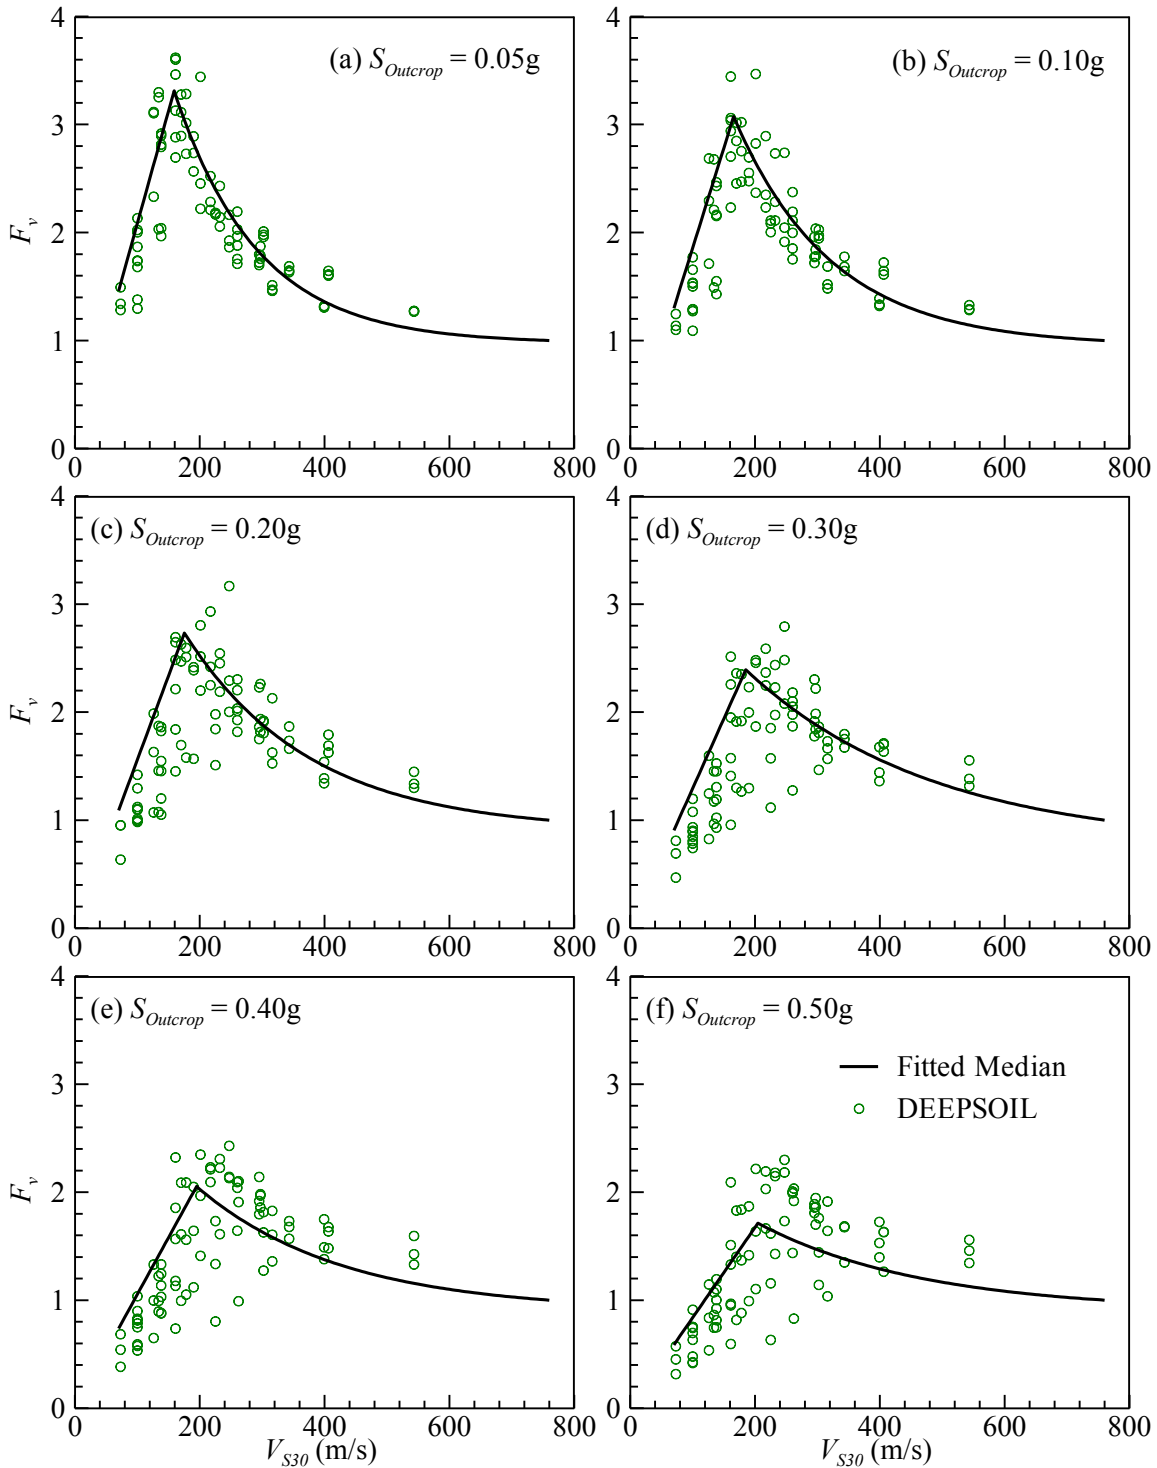 4
3
2
1
0
F_v
(a) S_Outcrop = 0.05g
0 200 400 600 800
4
3
2
1
0
(b) S_Outcrop = 0.10g
0 200 400 600 800
4
3
2
1
0
F_v
(c) S_Outcrop = 0.20g
0 200 400 600 800
4
3
2
1
0
(d) S_Outcrop = 0.30g
0 200 400 600 800
4
3
2
1
0
F_v
(e) S_Outcrop = 0.40g
0 200 400 600 800
V_S30 (m/s)
4
3
2
1
0
(f) S_Outcrop = 0.50g
Fitted Median
DEEPSOIL
0 200 400 600 800
V_S30 (m/s)